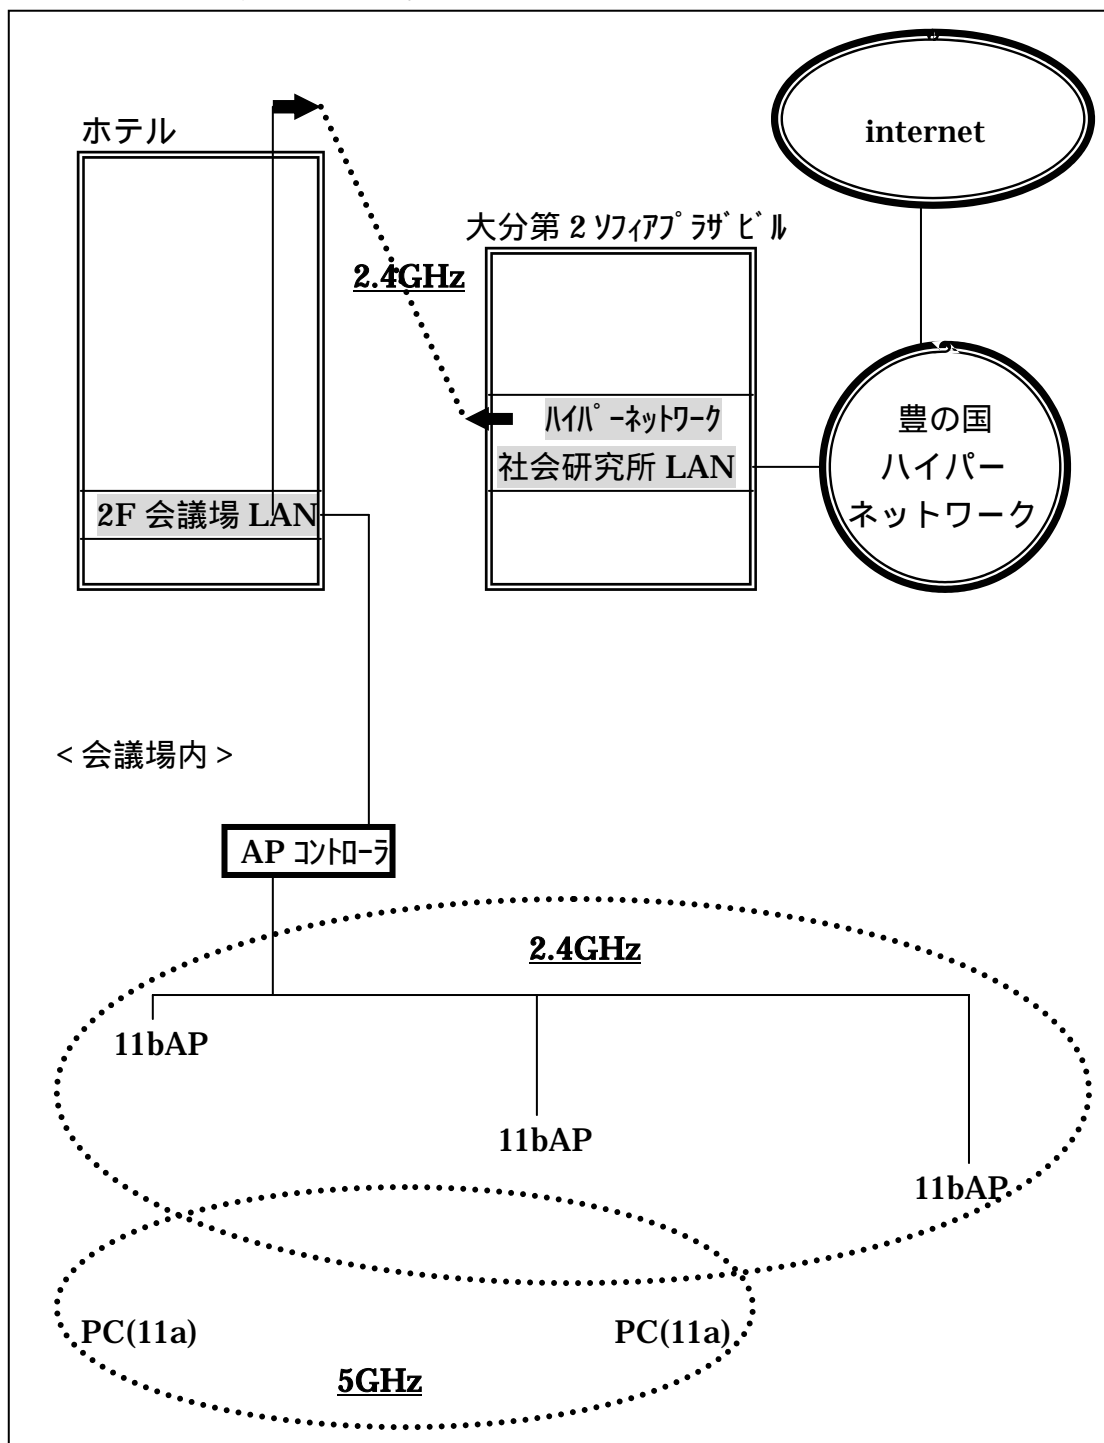 internet
ホテル
大分第 2 ｿﾌｨｱﾌﾟﾗｻﾞﾋﾞﾙ
2.4GHz
ﾊｲﾊﾟｰﾈｯﾄﾜｰｸ
社会研究所 LAN
豊の国
ハイパー
ネットワーク
2F 会議場 LAN
< 会議場内 >
AP ｺﾝﾄﾛｰﾗ
2.4GHz
11bAP
11bAP
11bAP
PC(11a)
PC(11a)
5GHz